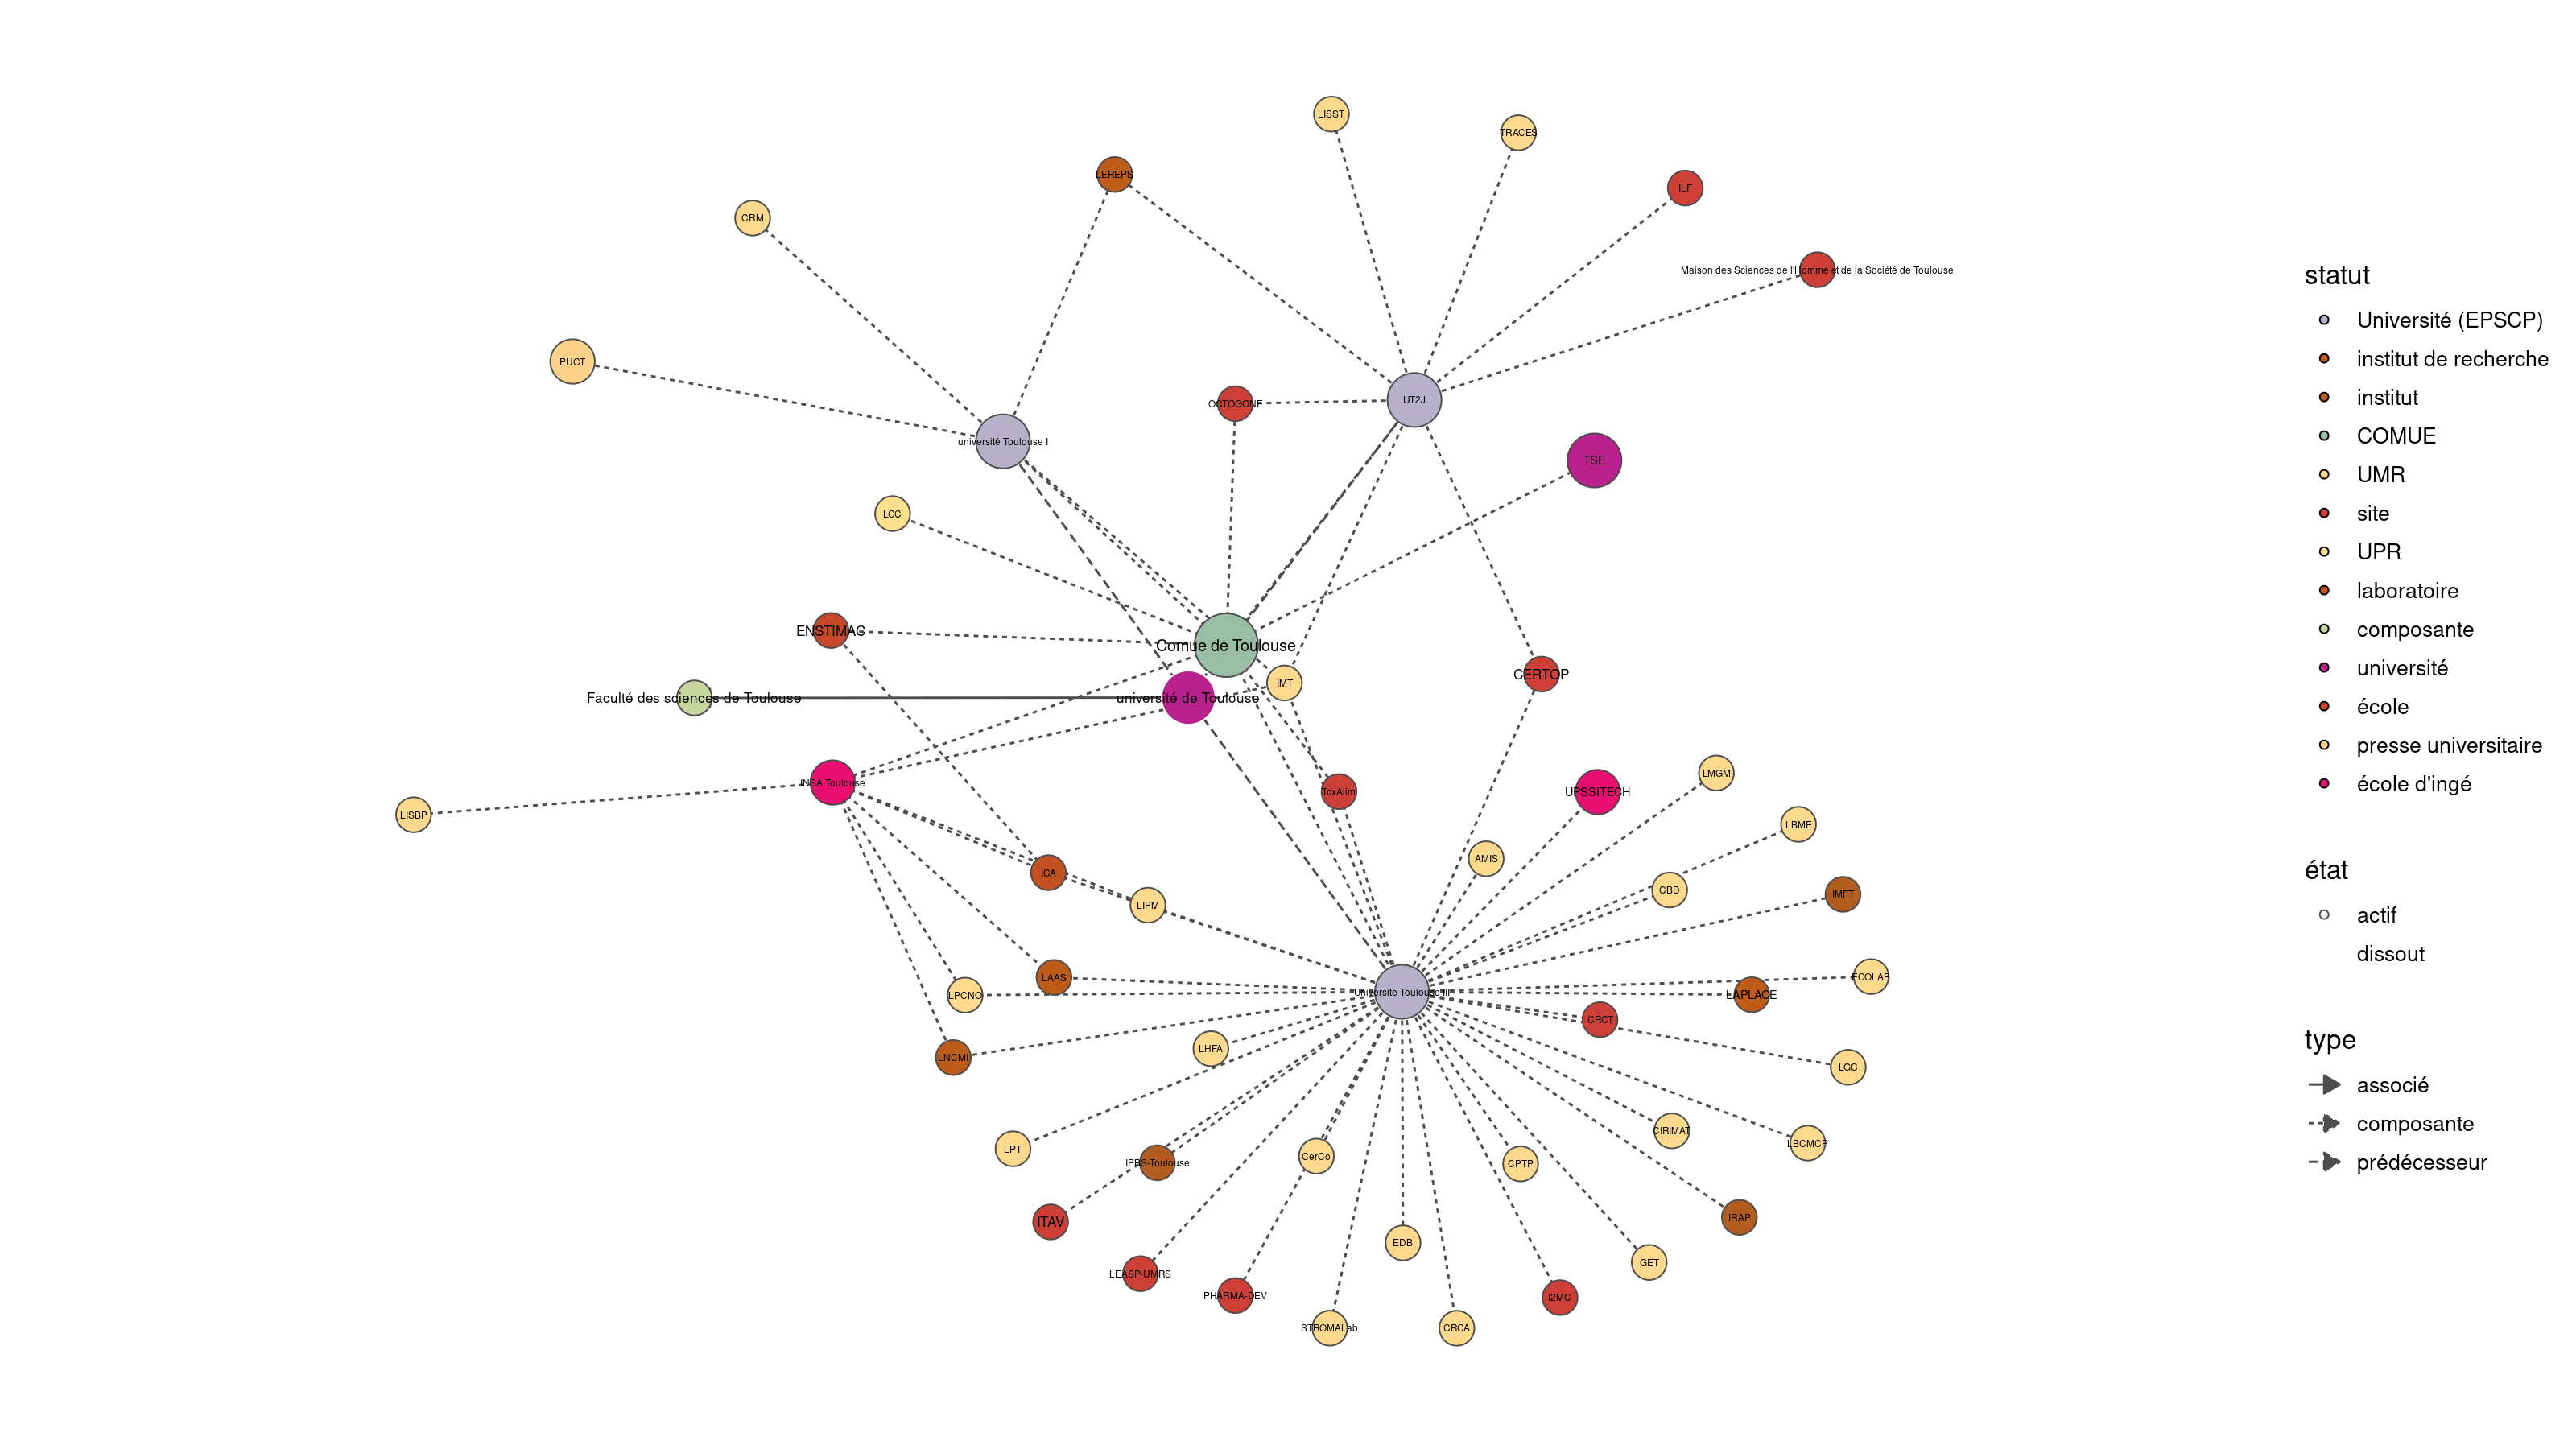 LISST
TRACES
LEREPS
ILF
CRM
Maison des Sciences de l'Homme et de la Société de Toulouse
PUCT
OCTOGONE
UT2J
université Toulouse I
TSE
LCC
ENSTIMAC
Comue de Toulouse
CERTOP
IMT
Faculté des sciences de Toulouse
université de Toulouse
LMGM
INSA Toulouse
ToxAlim
UPSSITECH
LISBP
LBME
AMIS
ICA
CBD
IMFT
LIPM
LAAS
ECOLAB
LPCNO
Université Toulouse III
LAPLACE
CRCT
LHFA
LNCMI
LGC
CIRIMAT
LBCMCP
LPT
CerCo
IPBS-Toulouse
CPTP
ITAV
IRAP
EDB
GET
LEASP-UMRS
PHARMA-DEV
I2MC
STROMALab
CRCA
statut
Université (EPSCP)
institut de recherche
institut
COMUE
UMR
site
UPR
laboratoire
composante
université
école
presse universitaire
école d'ingé
état
actif
dissout
type
associé
composante
prédécesseur